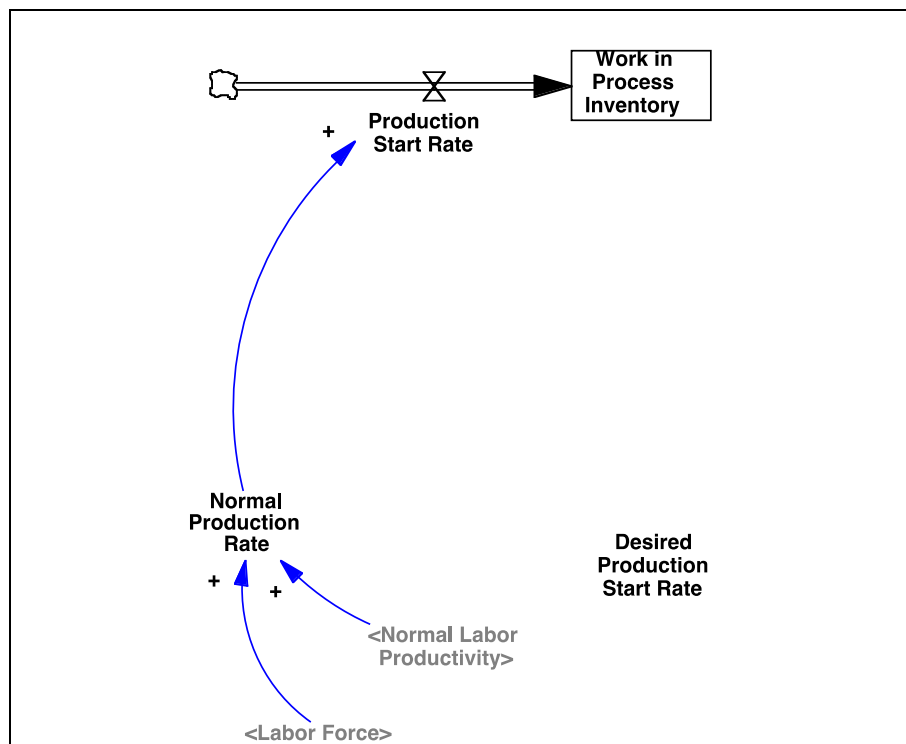 Work in
Process
Inventory
Production
Start Rate
+
Normal
Production
Rate
Desired
Production
Start Rate
+
+
<Normal Labor
Productivity>
<Labor Force>